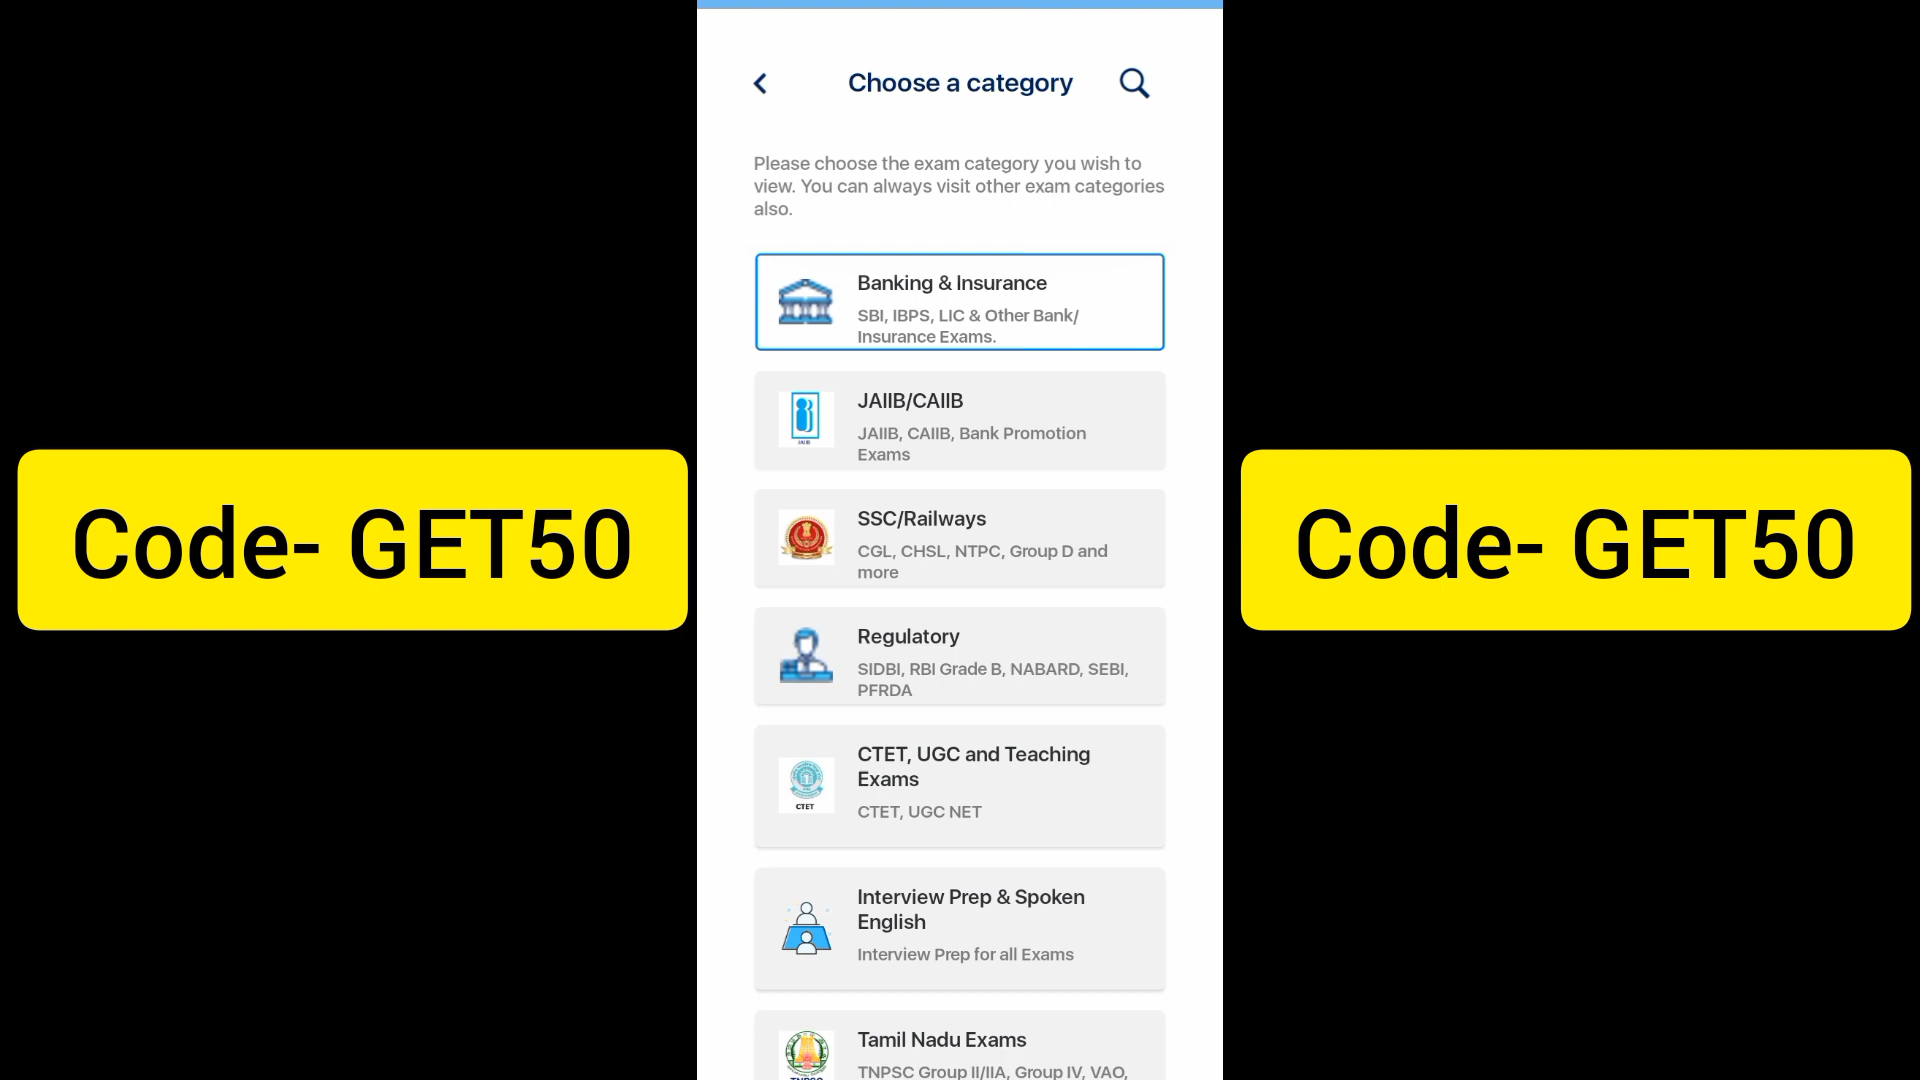 Choose a category
Please choose the exam category you wish to
view. You can always visit other exam categories
also.
Banking & Insurance
SBI, IBPS, LIC & Other Bank/
Insurance Exams.
JAIIB/CAIIB
JAIIB, CAIIB, Bank Promotion
Exams
SSC/Railways
CGL, CHSL, NTPC, Group D and
more
Code- GET50
Code- GET50
Regulatory
SIDBI, RBI Grade B, NABARD, SEBI,
PFRDA
CTET, UGC and Teaching
Exams
CTET
CTET, UGC NET
Interview Prep & Spoken
English
Interview Prep for all Exams
Tamil Nadu Exams
TNPSC Group II/IIA, Group IV, VAO,
TNPSC